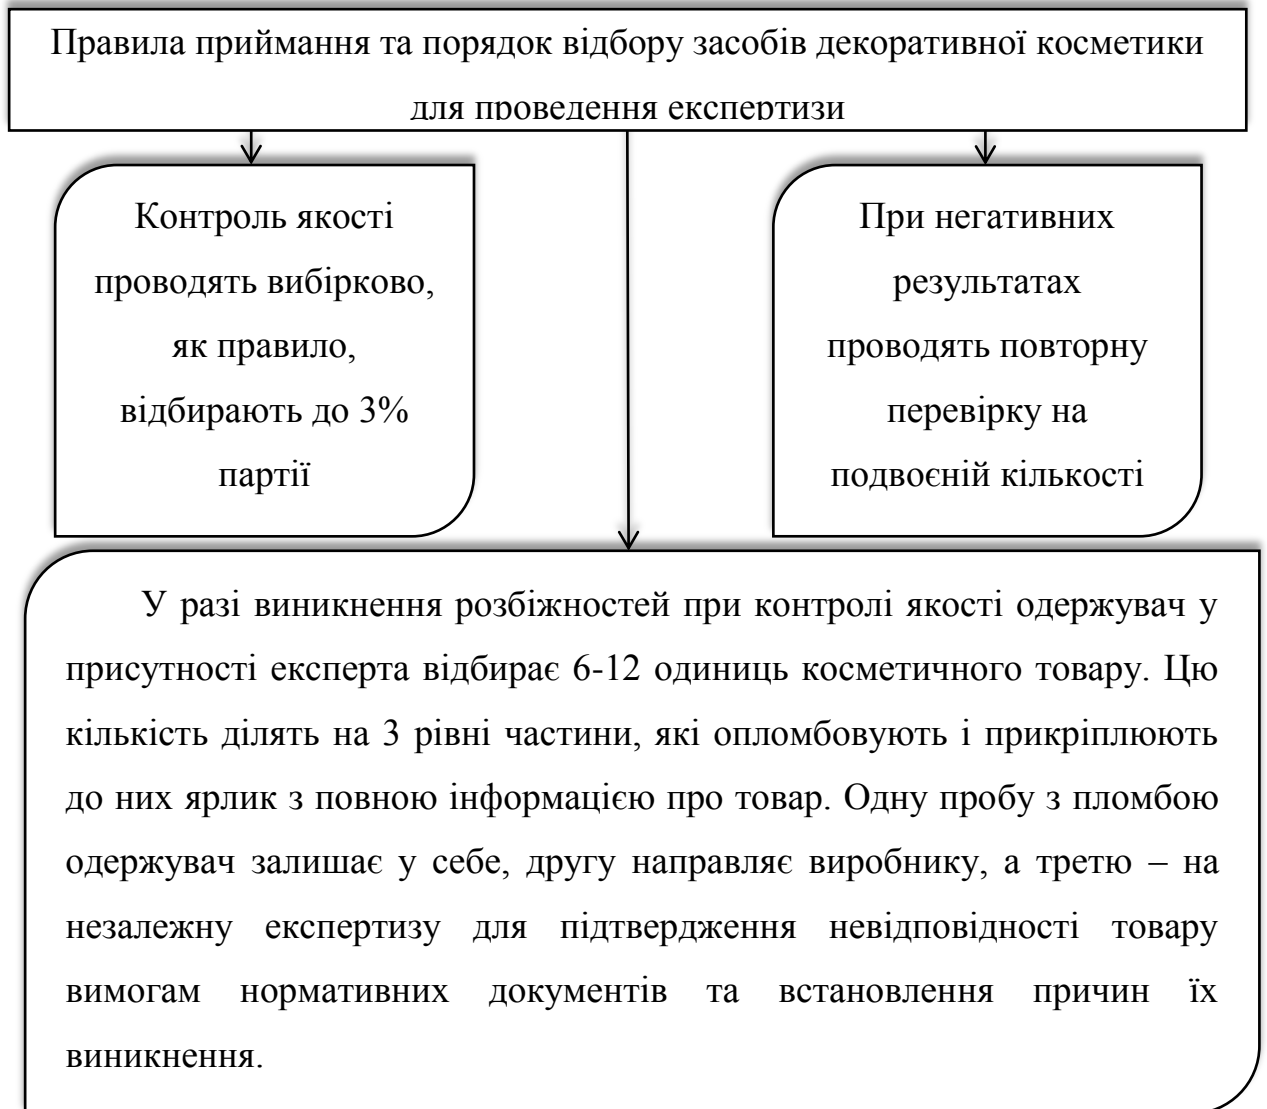 Правила приймання та порядок відбору засобів декоративної косметики
для проведення експертизи
Контроль якості
проводять вибірково,
як правило,
відбирають до 3%
партії
При негативних
результатах
проводять повторну
перевірку на
подвоєній кількості
У разі виникнення розбіжностей при контролі якості одержувач у
присутності експерта відбирає 6-12 одиниць косметичного товару. Цю
кількість ділять на 3 рівні частини, які опломбовують і прикріплюють
до них ярлик з повною інформацією про товар. Одну пробу з пломбою
одержувач залишає у себе, другу направляє виробнику, а третю – на
незалежну експертизу для підтвердження невідповідності товару
вимогам нормативних документів та встановлення причин їх
виникнення.